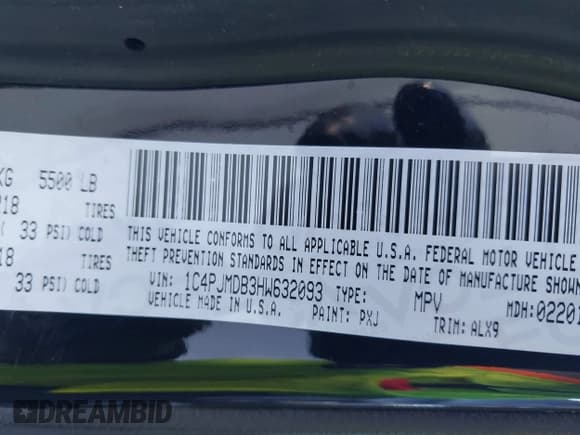 KG 5500 LB
18 TIRES
( 33 PSI) COLD
18 TIRES
33 PSI) COLD
THIS VEHICLE CONFORMS TO ALL APPLICABLE U.S.A. FEDERAL MOTOR VEHICLE
THEFT PREVENTION STANDARDS IN EFFECT ON THE DATE OF MANUFACTURE SHOWN
VIN: 1C4PJMDB3HW632093 TYPE: MPV MDH: 0220
VEHICLE MADE IN U.S.A. PAINT: PXJ TRIM: ALX9
DREAMBID